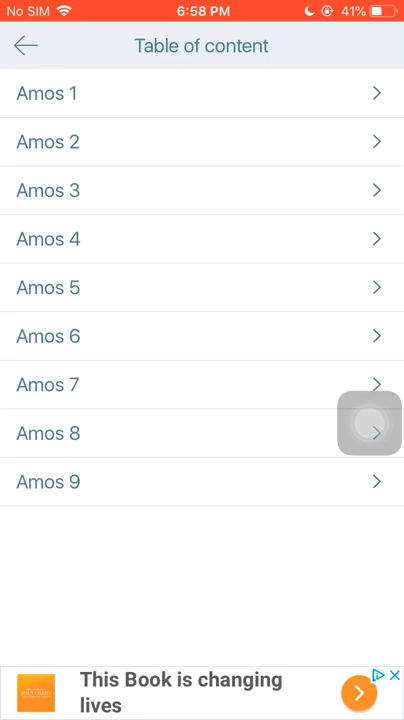 No SIM 6:58 PM 41%
Table of content
Amos 1
Amos 2
Amos 3
Amos 4
Amos 5
Amos 6
Amos 7
Amos 8
Amos 9
This Book is changing
lives